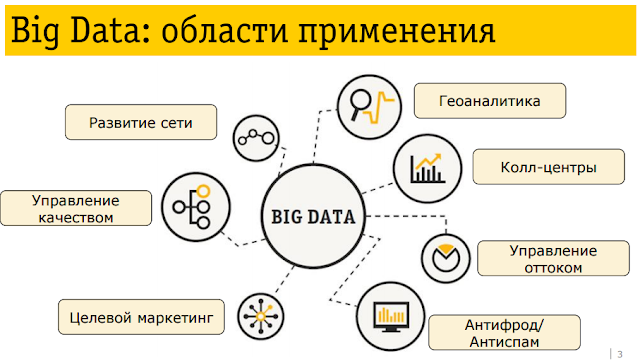 Big Data: области применения
Геоаналитика
Развитие сети
Колл-центры
Управление
качеством
BIG DATA
Управление
оттоком
Целевой маркетинг
Антифрод/
Антиспам
3